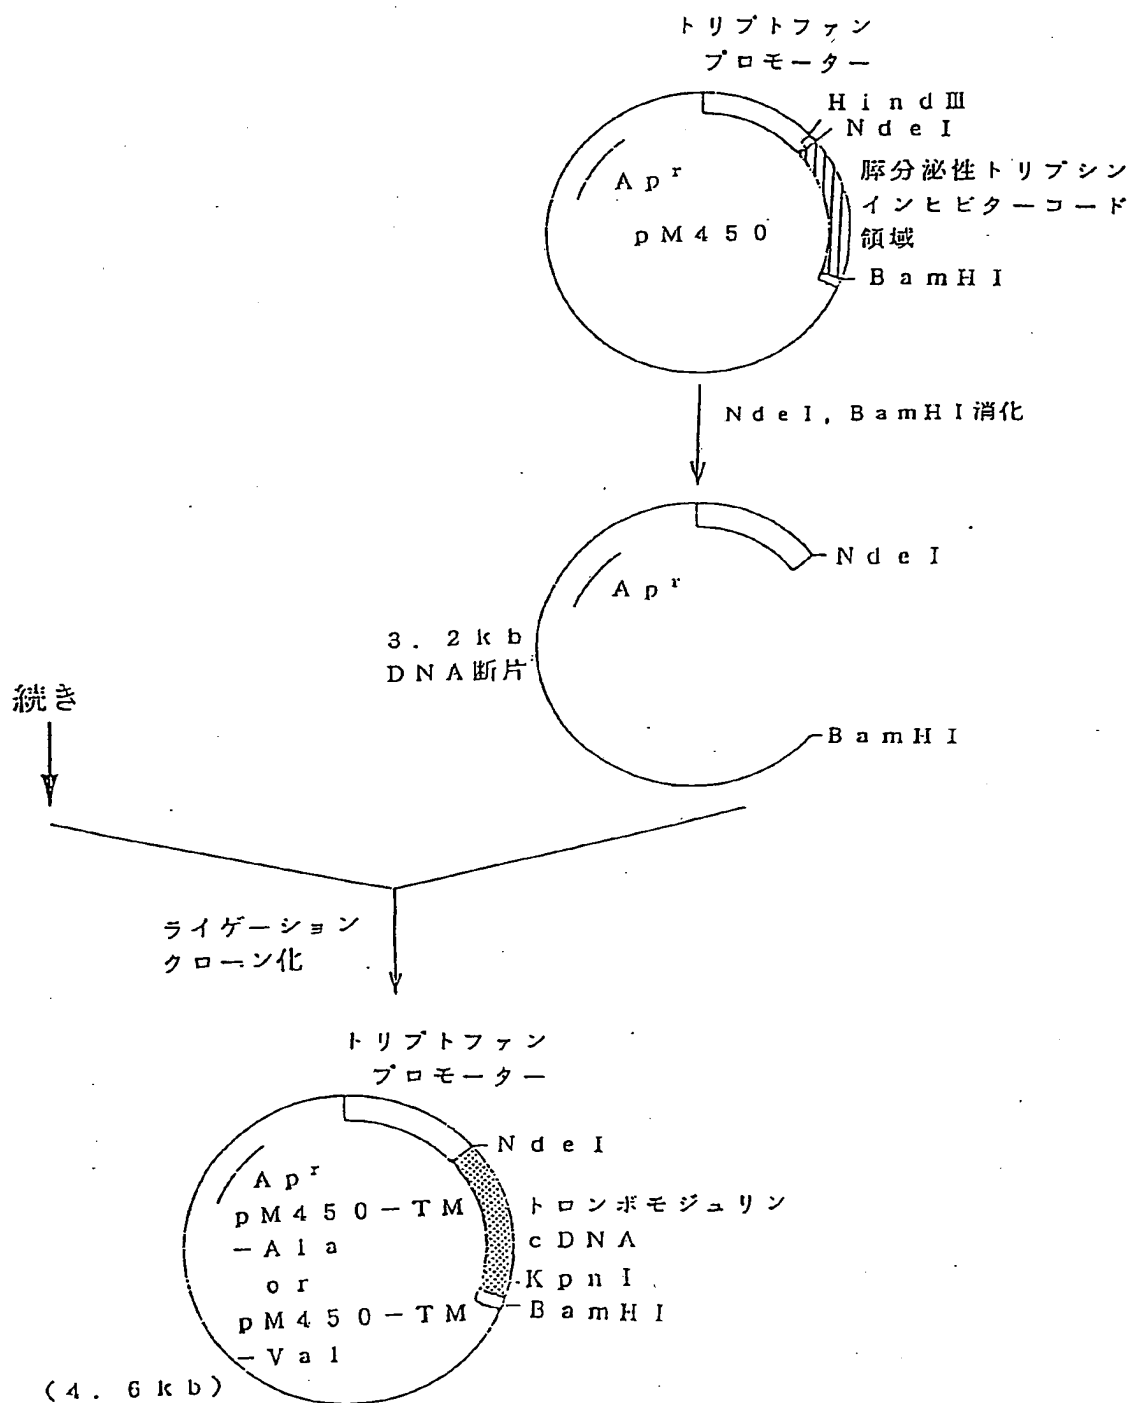 トリプトファン
プロモーター
HindⅢ
NdeI
Apr
pM450
膵分泌性トリプシン
インヒビターコード
領域
BamHI
NdeI, BamHI消化
NdeI
Apr
3.2kb
DNA断片
BamHI
続き
ライゲーション
クローン化
トリプトファン
プロモーター
NdeI
Apr
pM450-TM
-Ala
or
pM450-TM
-Val
トロンボモジュリン
cDNA
KpnI
BamHI
(4.6kb)